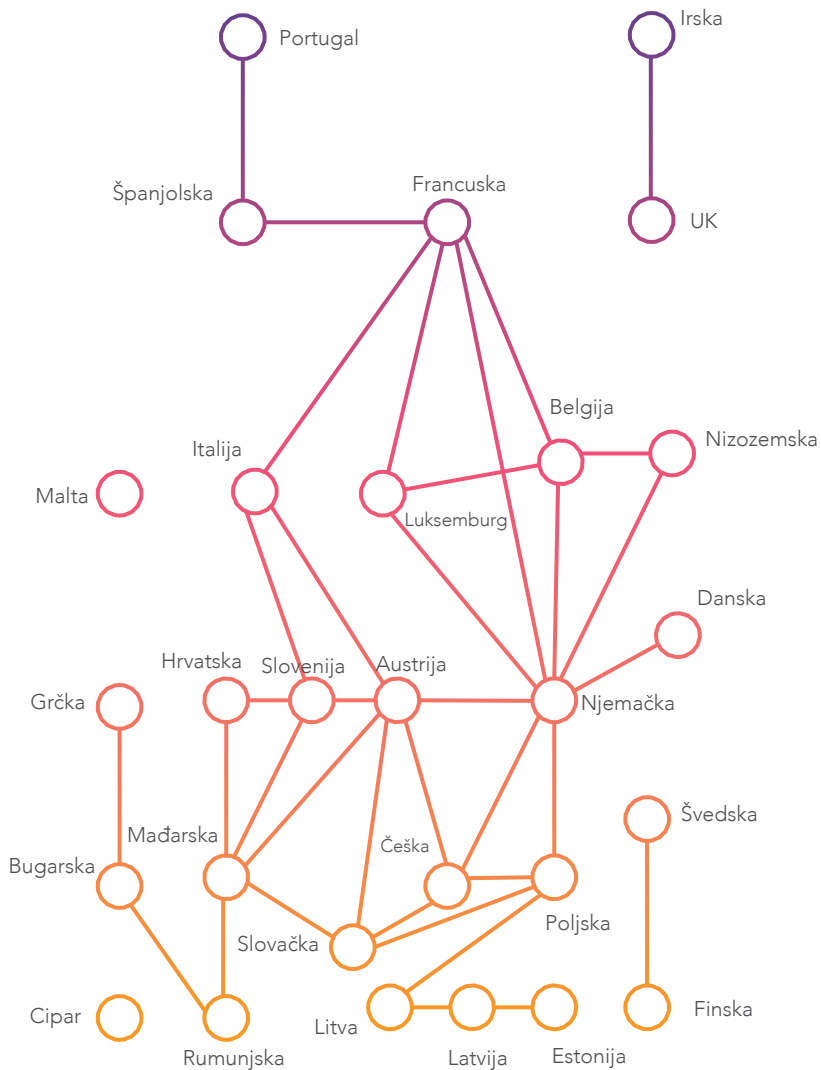 Portugal
Irska
Španjolska
Francuska
UK
Belgija
Nizozemska
Italija
Malta
Luksemburg
Danska
Hrvatska
Slovenija
Austrija
Grčka
Njemačka
Švedska
Mađarska
Češka
Bugarska
Poljska
Slovačka
Cipar
Litva
Finska
Rumunjska
Latvija
Estonija